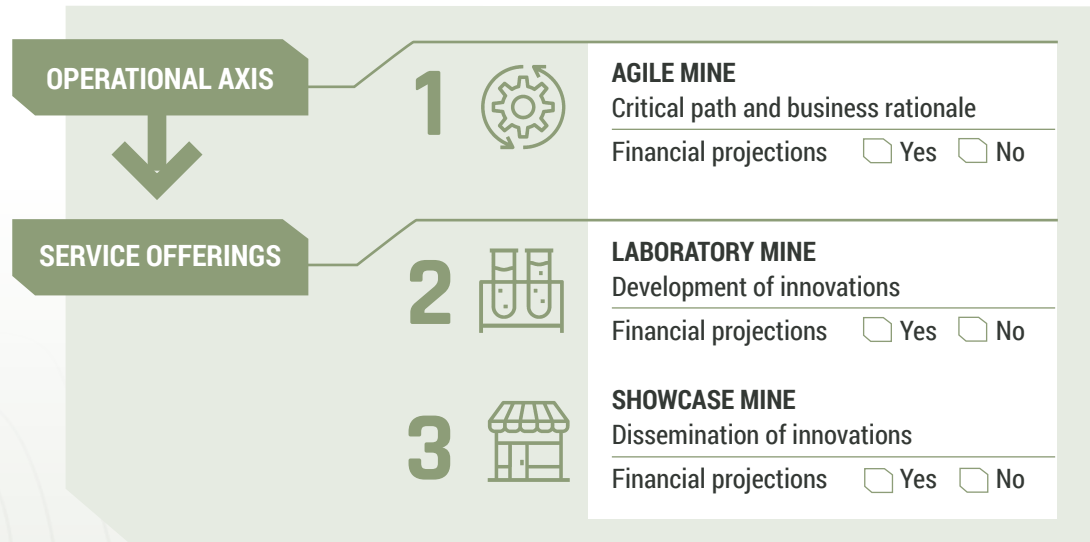 OPERATIONAL AXIS
1
AGILE MINE
Critical path and business rationale
Financial projections Yes No
SERVICE OFFERINGS
2
LABORATORY MINE
Development of innovations
Financial projections Yes No
3
SHOWCASE MINE
Dissemination of innovations
Financial projections Yes No